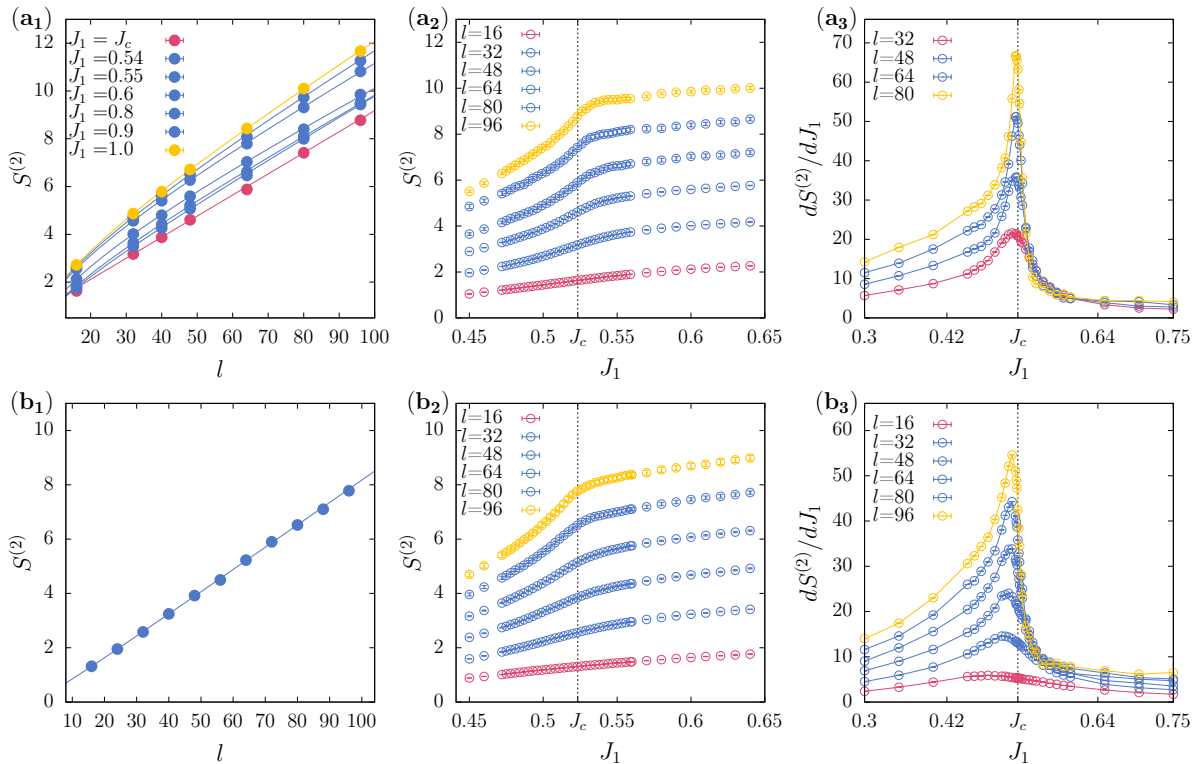 (a₁)
12
10
8
6
4
2
J₁ = J_c
J₁ =0.54
J₁ =0.55
J₁ =0.6
J₁ =0.8
J₁ =0.9
J₁ =1.0
S⁽²⁾
20 30 40 50 60 70 80 90 100
l
(a₂)
12
10
8
6
4
2
0
l=16
l=32
l=48
l=64
l=80
l=96
S⁽²⁾
0.45 0.5 J_c 0.55 0.6 0.65
J₁
(a₃)
70
60
50
40
30
20
10
0
l=32
l=48
l=64
l=80
dS⁽²⁾/dJ₁
0.3 0.42 J_c 0.64 0.75
J₁
(b₁)
10
8
6
4
2
0
S⁽²⁾
10 20 30 40 50 60 70 80 90 100
l
(b₂)
10
8
6
4
2
0
l=16
l=32
l=48
l=64
l=80
l=96
S⁽²⁾
0.45 0.5 J_c 0.55 0.6 0.65
J₁
(b₃)
60
50
40
30
20
10
0
l=16
l=32
l=48
l=64
l=80
l=96
dS⁽²⁾/dJ₁
0.3 0.42 J_c 0.64 0.75
J₁